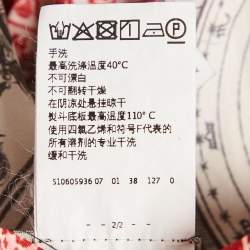 手洗
最高洗涤温度40℃
不可漂白
不可翻转干燥
在阴凉处悬挂晾干
熨斗底板最高温度110°C
使用四氯乙烯和符号F代表的
所有溶剂的专业干洗
缓和干洗
510605936 07 01 38 127 0
2/2